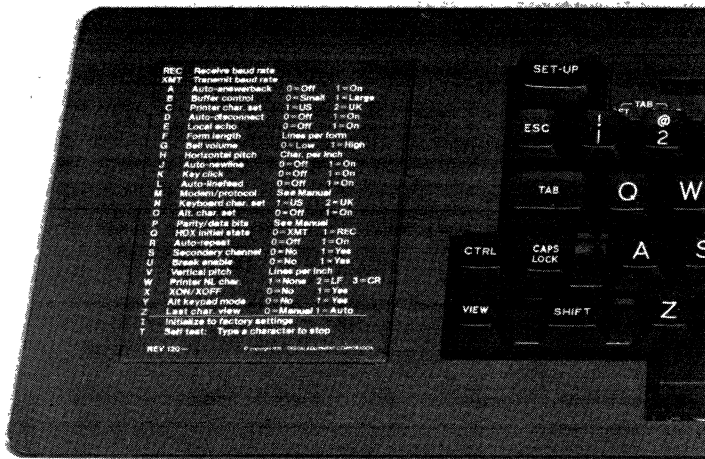 REC Receive baud rate
XMT Transmit baud rate
A Auto-answerback 0=Off 1=On
B Buffer control 0=Small 1=Large
C Printer char. set 1=US 2=UK
D Auto-disconnect 0=Off 1=On
E Local echo 0=Off 1=On
F Form length Lines per form
G Bell volume 0=Low 1=High
H Horizontal pitch Char. per inch
J Auto-newline 0=Off 1=On
K Key click 0=Off 1=On
L Auto-linefeed 0=Off 1=On
M Modem/protocol See Manual
N Keyboard char. set 1=US 2=UK
O Alt. char. set 0=Off 1=On
P Parity/data bits See Manual
Q HDX initial state 0=XMT 1=REC
R Auto-repeat 0=Off 1=On
S Secondary channel 0=No 1=Yes
U Break enable 0=No 1=Yes
V Vertical pitch Lines per inch
W Printer NL char. 1=None 2=LF 3=CR
X XON/XOFF 0=No 1=Yes
Y Alt keypad mode 0=No 1=Yes
Z Last char. view 0=Manual 1=Auto
! Initialize to factory settings
T Self test: Type a character to stop
REV 120— DIGITAL EQUIPMENT CORPORATION
SET-UP
TAB
ESC ! 1 @ 2
TAB Q W
CTRL CAPS LOCK A S
VIEW SHIFT Z